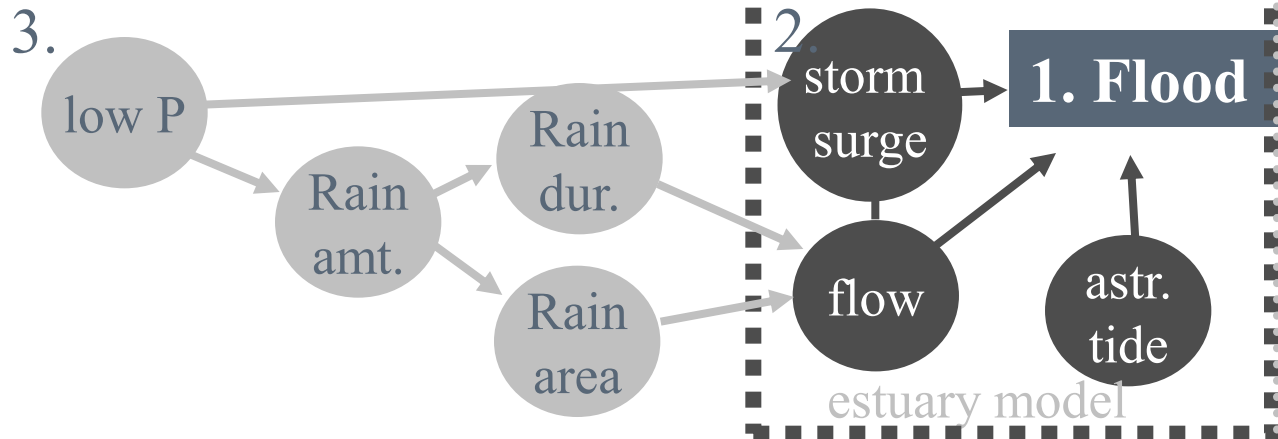 3.
low P
Rain
amt.
Rain
dur.
Rain
area
2.
storm
surge
flow
1. Flood
astr.
tide
estuary model